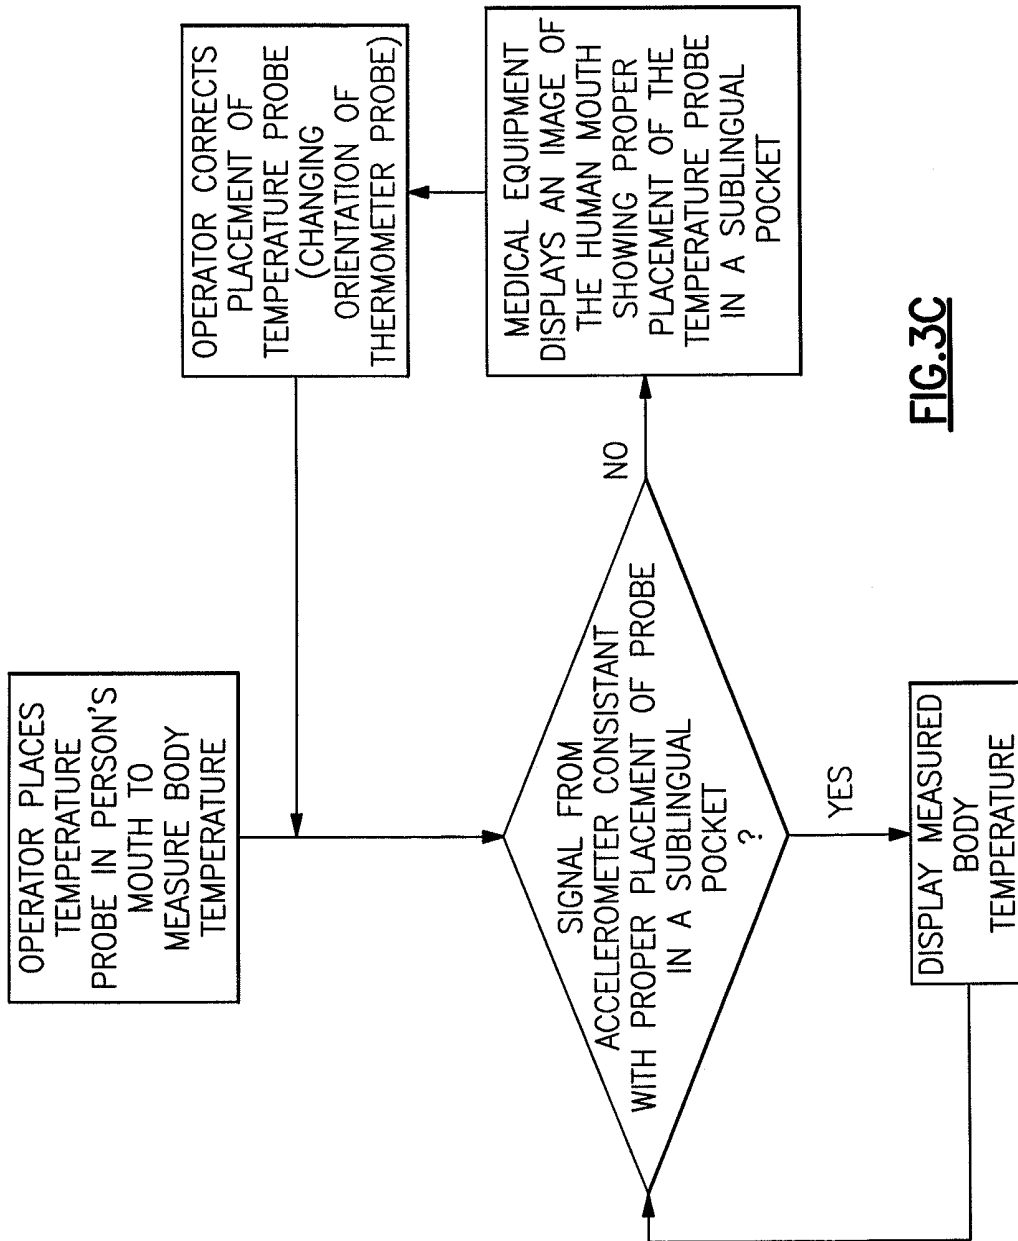 OPERATOR PLACES
TEMPERATURE
PROBE IN PERSON'S
MOUTH TO
MEASURE BODY
TEMPERATURE
SIGNAL FROM
ACCELEROMETER CONSISTANT
WITH PROPER PLACEMENT OF PROBE
IN A SUBLINGUAL
POCKET
?
NO
YES
MEDICAL EQUIPMENT
DISPLAYS AN IMAGE OF
THE HUMAN MOUTH
SHOWING PROPER
PLACEMENT OF THE
TEMPERATURE PROBE
IN A SUBLINGUAL
POCKET
OPERATOR CORRECTS
PLACEMENT OF
TEMPERATURE PROBE
(CHANGING
ORIENTATION OF
THERMOMETER PROBE)
DISPLAY MEASURED
BODY
TEMPERATURE
FIG.3C